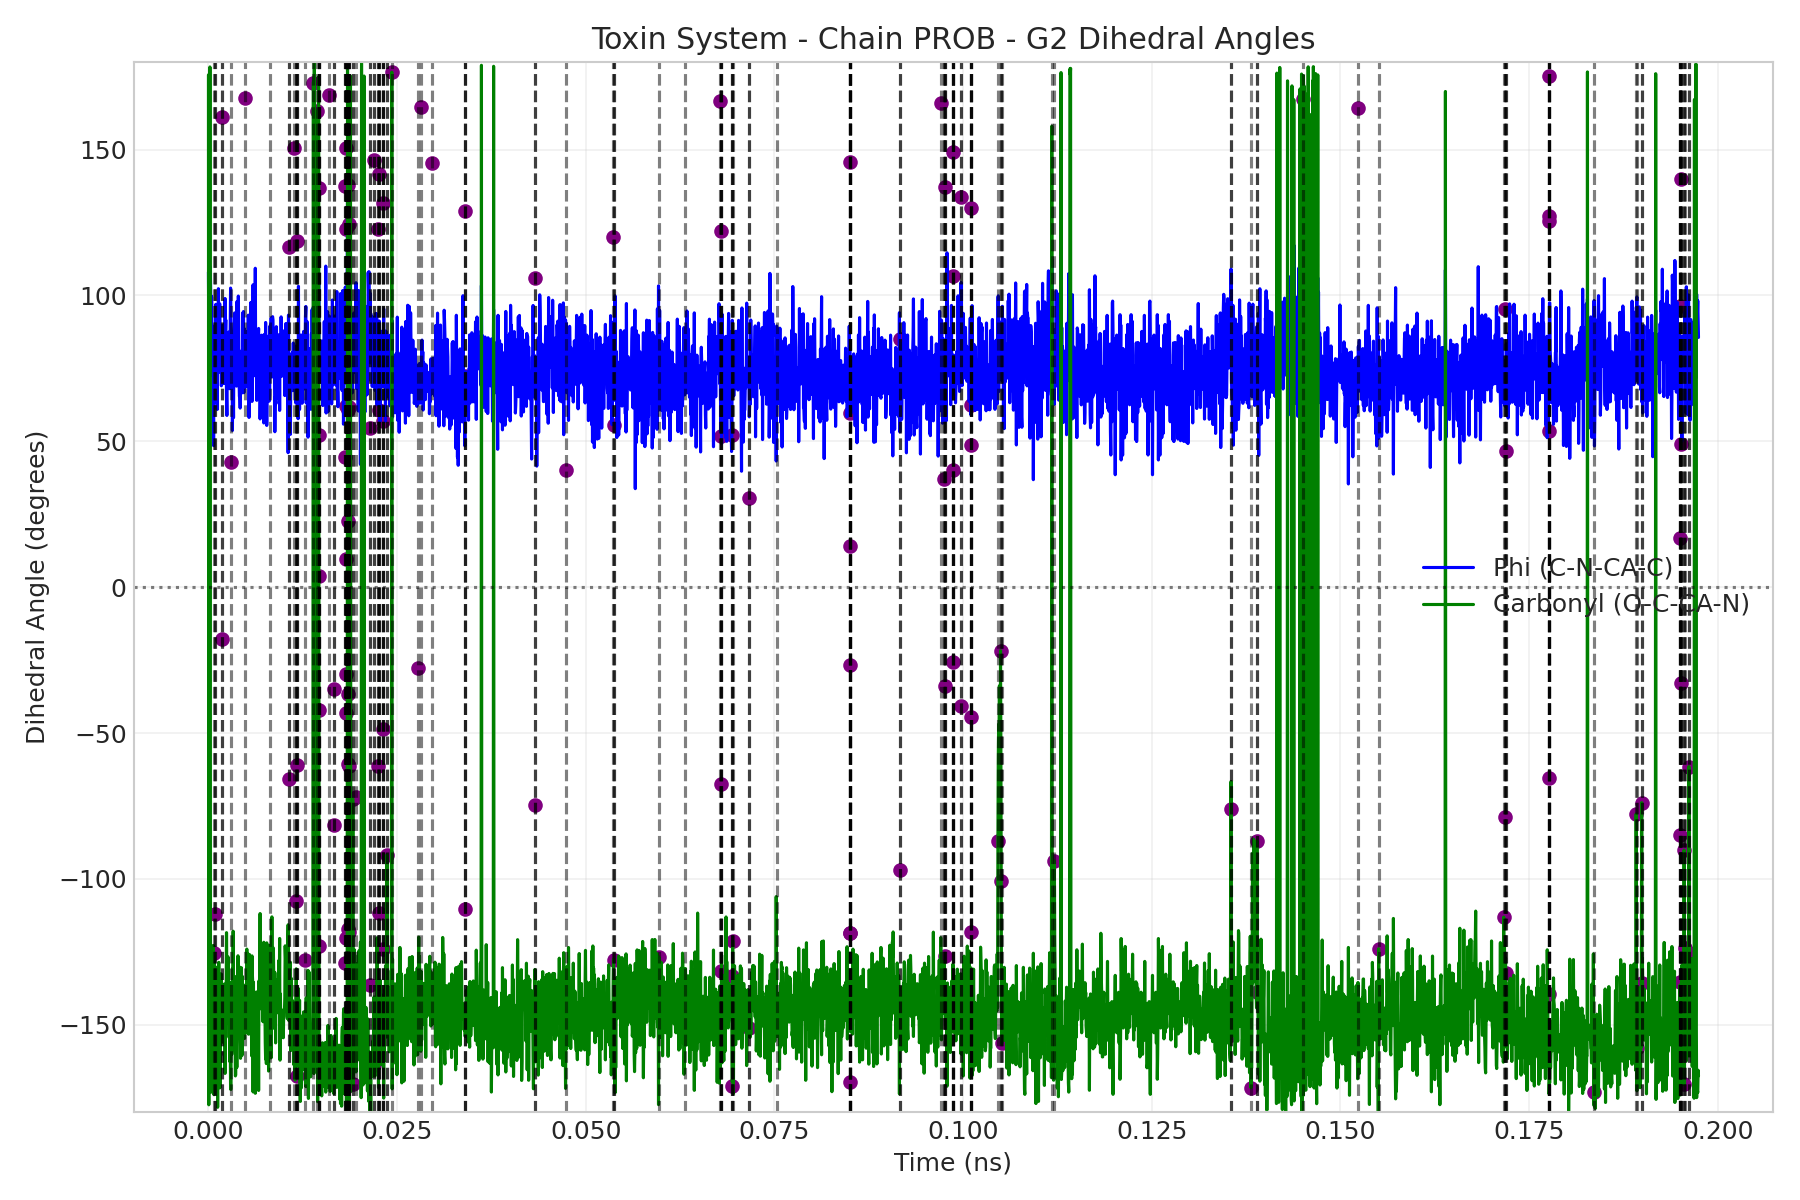 Toxin System - Chain PROB - G2 Dihedral Angles
Dihedral Angle (degrees)
150
100
50
0
−50
−100
−150
Phi (C-N-CA-C)
Carbonyl (O-C-CA-N)
0.000 0.025 0.050 0.075 0.100 0.125 0.150 0.175 0.200
Time (ns)